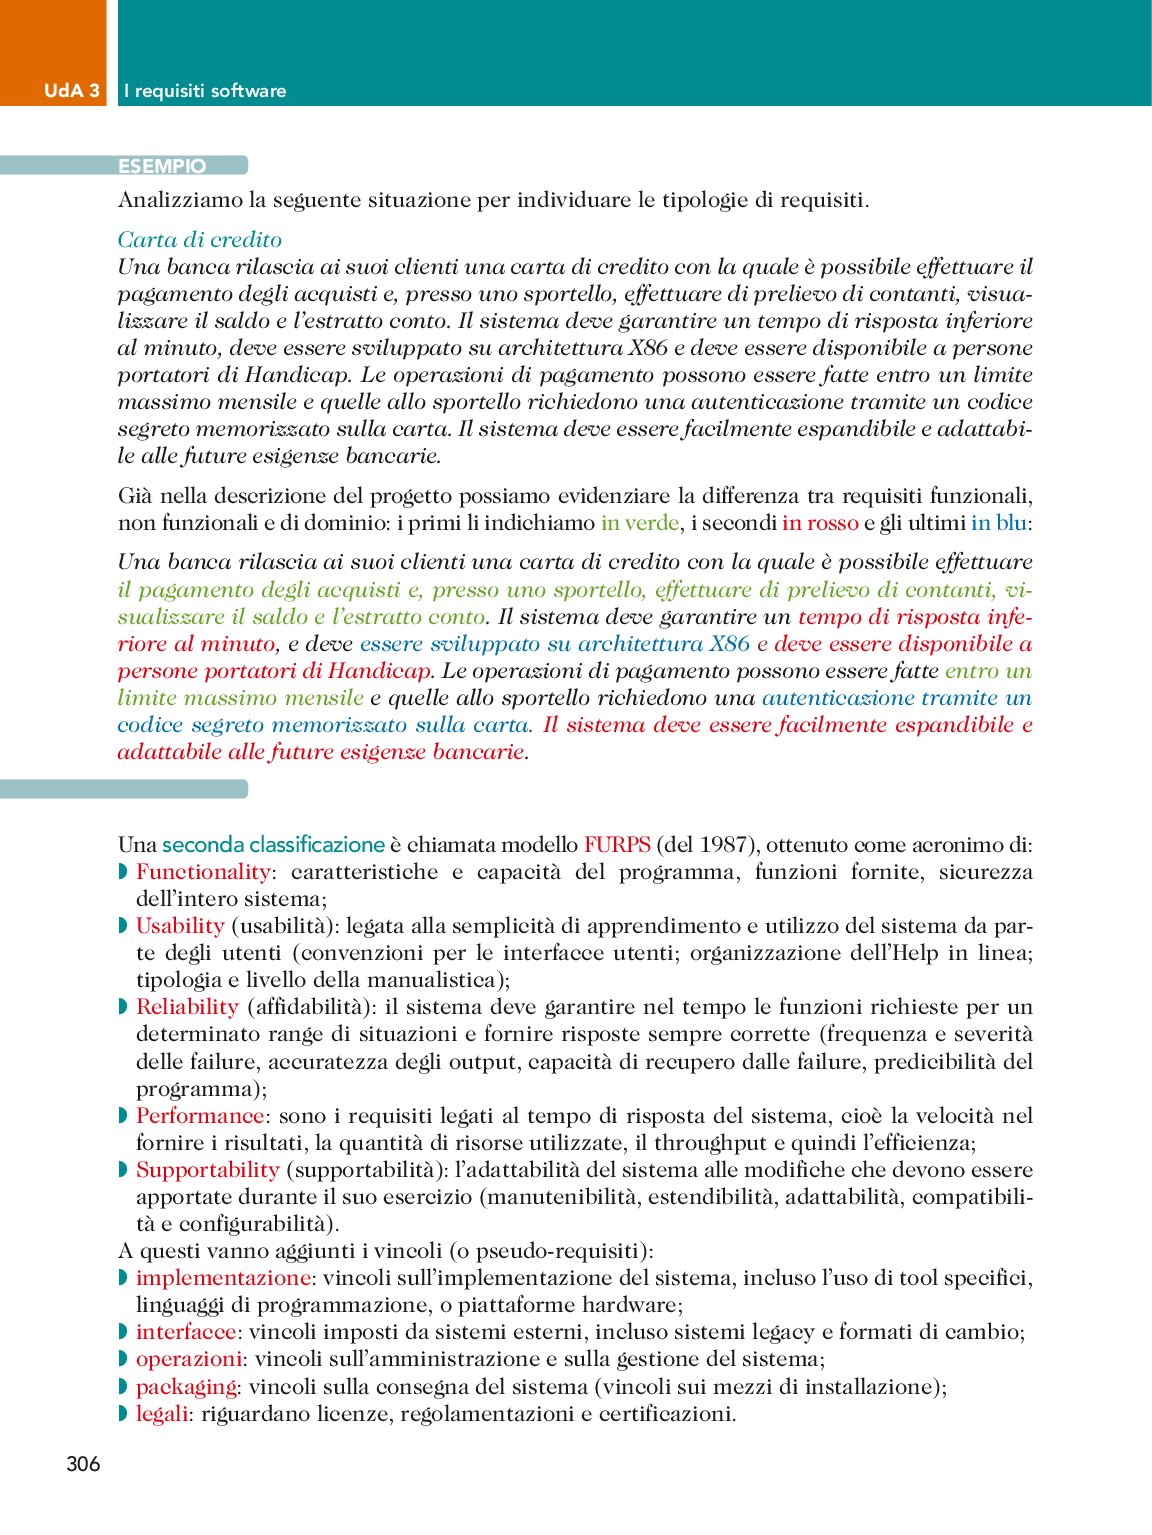 UdA 3 I requisiti software
ESEMPIO
Analizziamo la seguente situazione per individuare le tipologie di requisiti.
Carta di credito
Una banca rilascia ai suoi clienti una carta di credito con la quale è possibile effettuare il
pagamento degli acquisti e, presso uno sportello, effettuare di prelievo di contanti, visua-
lizzare il saldo e l'estratto conto. Il sistema deve garantire un tempo di risposta inferiore
al minuto, deve essere sviluppato su architettura X86 e deve essere disponibile a persone
portatori di Handicap. Le operazioni di pagamento possono essere fatte entro un limite
massimo mensile e quelle allo sportello richiedono una autenticazione tramite un codice
segreto memorizzato sulla carta. Il sistema deve essere facilmente espandibile e adattabi-
le alle future esigenze bancarie.
Già nella descrizione del progetto possiamo evidenziare la differenza tra requisiti funzionali,
non funzionali e di dominio: i primi li indichiamo in verde, i secondi in rosso e gli ultimi in blu:
Una banca rilascia ai suoi clienti una carta di credito con la quale è possibile effettuare
il pagamento degli acquisti e, presso uno sportello, effettuare di prelievo di contanti, vi-
sualizzare il saldo e l'estratto conto. Il sistema deve garantire un tempo di risposta infe-
riore al minuto, e deve essere sviluppato su architettura X86 e deve essere disponibile a
persone portatori di Handicap. Le operazioni di pagamento possono essere fatte entro un
limite massimo mensile e quelle allo sportello richiedono una autenticazione tramite un
codice segreto memorizzato sulla carta. Il sistema deve essere facilmente espandibile e
adattabile alle future esigenze bancarie.
Una seconda classificazione è chiamata modello FURPS (del 1987), ottenuto come acronimo di:
◗ Functionality: caratteristiche e capacità del programma, funzioni fornite, sicurezza
dell'intero sistema;
◗ Usability (usabilità): legata alla semplicità di apprendimento e utilizzo del sistema da par-
te degli utenti (convenzioni per le interfacce utenti; organizzazione dell'Help in linea;
tipologia e livello della manualistica);
◗ Reliability (affidabilità): il sistema deve garantire nel tempo le funzioni richieste per un
determinato range di situazioni e fornire risposte sempre corrette (frequenza e severità
delle failure, accuratezza degli output, capacità di recupero dalle failure, predicibilità del
programma);
◗ Performance: sono i requisiti legati al tempo di risposta del sistema, cioè la velocità nel
fornire i risultati, la quantità di risorse utilizzate, il throughput e quindi l'efficienza;
◗ Supportability (supportabilità): l'adattabilità del sistema alle modifiche che devono essere
apportate durante il suo esercizio (manutenibilità, estendibilità, adattabilità, compatibili-
tà e configurabilità).
A questi vanno aggiunti i vincoli (o pseudo-requisiti):
◗ implementazione: vincoli sull'implementazione del sistema, incluso l'uso di tool specifici,
linguaggi di programmazione, o piattaforme hardware;
◗ interfacce: vincoli imposti da sistemi esterni, incluso sistemi legacy e formati di cambio;
◗ operazioni: vincoli sull'amministrazione e sulla gestione del sistema;
◗ packaging: vincoli sulla consegna del sistema (vincoli sui mezzi di installazione);
◗ legali: riguardano licenze, regolamentazioni e certificazioni.
306